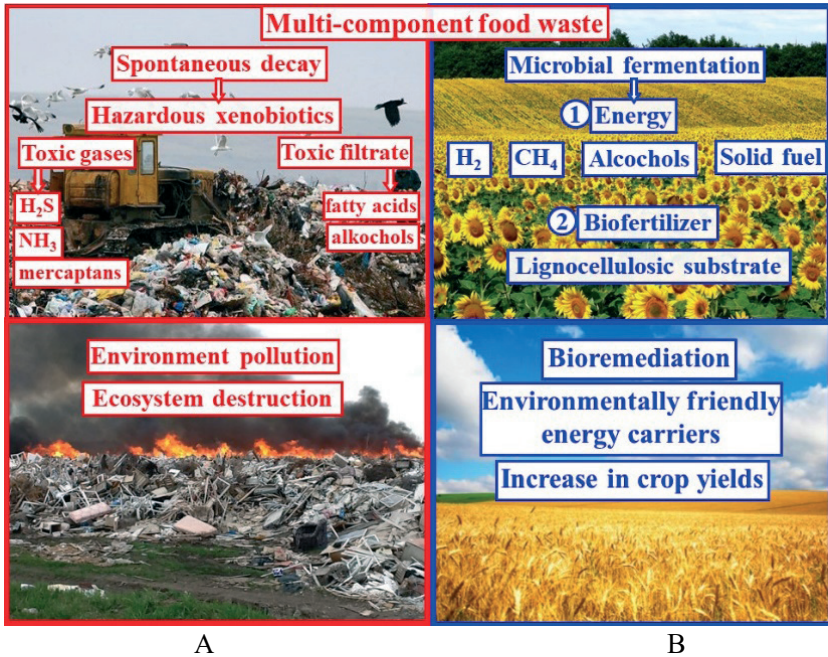 Multi-component food waste
Spontaneous decay
Hazardous xenobiotics
Toxic gases
Toxic filtrate
H₂S
fatty acids
NH₃
alkochols
mercaptans
Environment pollution
Ecosystem destruction
A
Microbial fermentation
1 Energy
H₂ CH₄ Alcochols Solid fuel
2 Biofertilizer
Lignocellulosic substrate
Bioremediation
Environmentally friendly
energy carriers
Increase in crop yields
B